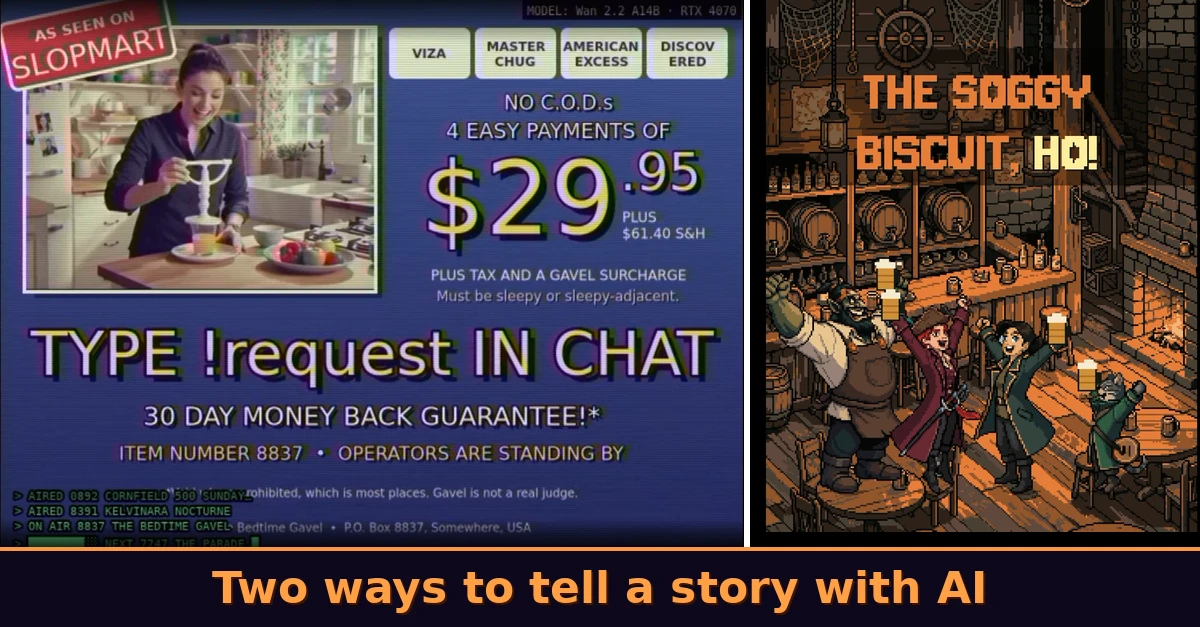 MODEL: Wan 2.2 A14B · RTX 4070
AS SEEN ON
SLOPMART
VIZA
MASTER
CHUG
AMERICAN
EXCESS
DISCOV
ERED
NO C.O.D.s
4 EASY PAYMENTS OF
$29.95
PLUS
$61.40 S&H
PLUS TAX AND A GAVEL SURCHARGE
Must be sleepy or sleepy-adjacent.
TYPE !request IN CHAT
30 DAY MONEY BACK GUARANTEE!*
ITEM NUMBER 8837 • OPERATORS ARE STANDING BY
prohibited, which is most places. Gavel is not a real judge.
> AIRED 0892 CORNFIELD 500 SUNDAY
> AIRED 8391 KELVINARA NOCTURNE
> ON AIR 8837 THE BEDTIME GAVEL
Bedtime Gavel • P.O. Box 8837, Somewhere, USA
> NEXT 7747 THE PARADE
THE SOGGY
BISCUIT, HO!
Two ways to tell a story with AI